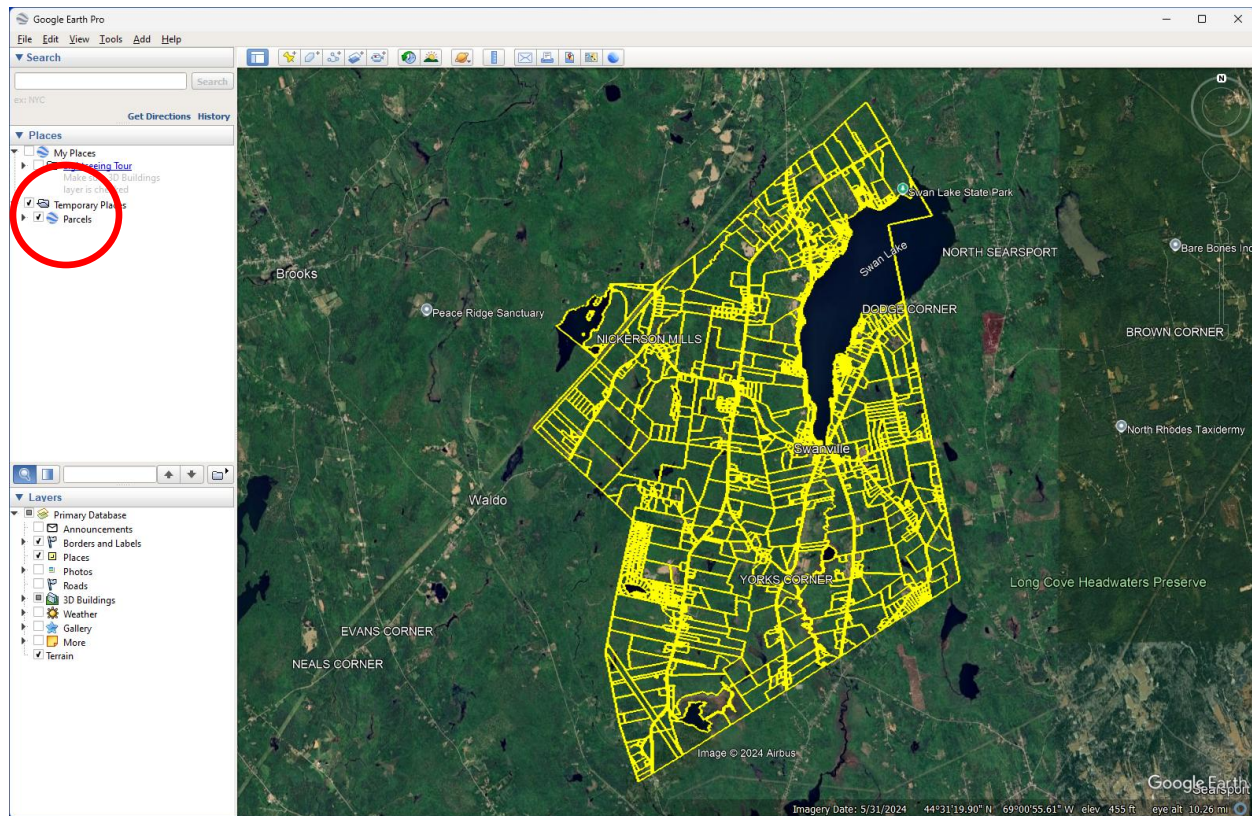 Google Earth Pro
File Edit View Tools Add Help
Search
Search
ex: NYC
Get Directions History
Places
My Places
Sightseeing Tour
Make sure 3D Buildings
layer is checked
Temporary Places
Parcels
Layers
Primary Database
Announcements
Borders and Labels
Places
Photos
Roads
3D Buildings
Weather
Gallery
More
Terrain
N
Swan Lake State Park
Swan Lake
NORTH SEARSPORT
Bare Bones Inc
Brooks
Peace Ridge Sanctuary
DODGE CORNER
NICKERSON MILLS
BROWN CORNER
North Rhodes Taxidermy
Swanville
Waldo
YORKS CORNER
Long Cove Headwaters Preserve
EVANS CORNER
NEALS CORNER
Image © 2024 Airbus
Google Earth
Searsport
Imagery Date: 5/31/2024 44°31'19.90" N 69°00'55.61" W elev 455 ft eye alt 10.26 mi